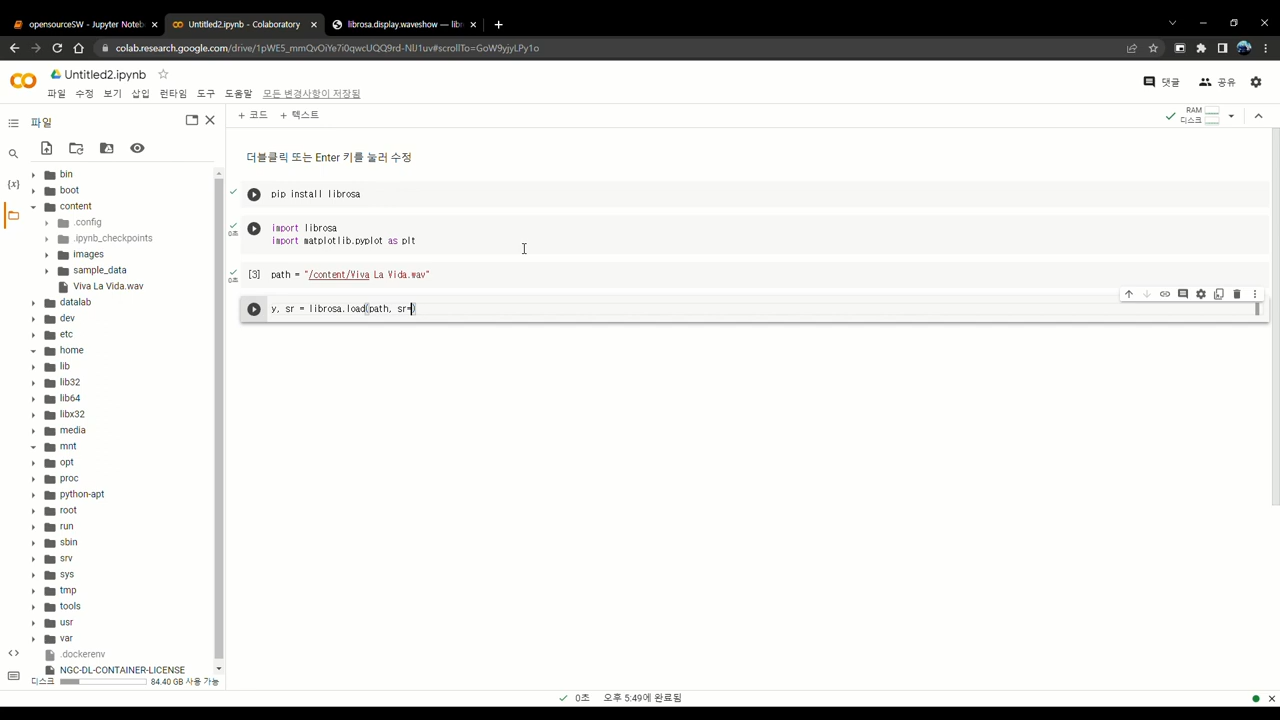 opensourceSW - Jupyter Noteb
Untitled2.ipynb - Colaboratory
librosa.display.waveshow — libr
colab.research.google.com/drive/1pWE5_mmQvOiYe7i0qwcUQQ9rd-NlJ1uv#scrollTo=GoW9yjyLPy1o
Untitled2.ipynb
파일 수정 보기 삽입 런타임 도구 도움말 모든 변경사항이 저장됨
댓글 공유
파일
+ 코드 + 텍스트
RAM
디스크
더블클릭 또는 Enter 키를 눌러 수정
pip install librosa
0초
import librosa
import matplotlib.pyplot as plt
0초
[3] path = "/content/Viva La Vida.wav"
y, sr = librosa.load(path, sr=)
{x}
bin
boot
content
.config
.ipynb_checkpoints
images
sample_data
Viva La Vida.wav
datalab
dev
etc
home
lib
lib32
lib64
libx32
media
mnt
opt
proc
python-apt
root
run
sbin
srv
sys
tmp
tools
usr
var
.dockerenv
NGC-DL-CONTAINER-LICENSE
디스크 84.40 GB 사용 가능
0초 오후 5:49에 완료됨